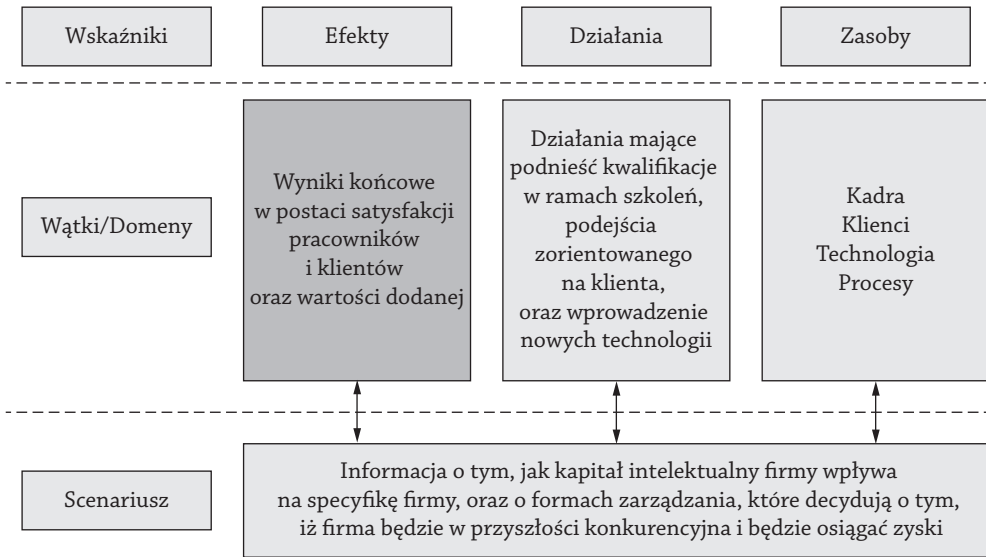 Wskaźniki
Efekty
Działania
Zasoby
Wątki/Domeny
Wyniki końcowe
w postaci satysfakcji
pracowników
i klientów
oraz wartości dodanej
Działania mające
podnieść kwalifikacje
w ramach szkoleń,
podejścia
zorientowanego
na klienta,
oraz wprowadzenie
nowych technologii
Kadra
Klienci
Technologia
Procesy
Scenariusz
Informacja o tym, jak kapitał intelektualny firmy wpływa
na specyfikę firmy, oraz o formach zarządzania, które decydują o tym,
iż firma będzie w przyszłości konkurencyjna i będzie osiągać zyski